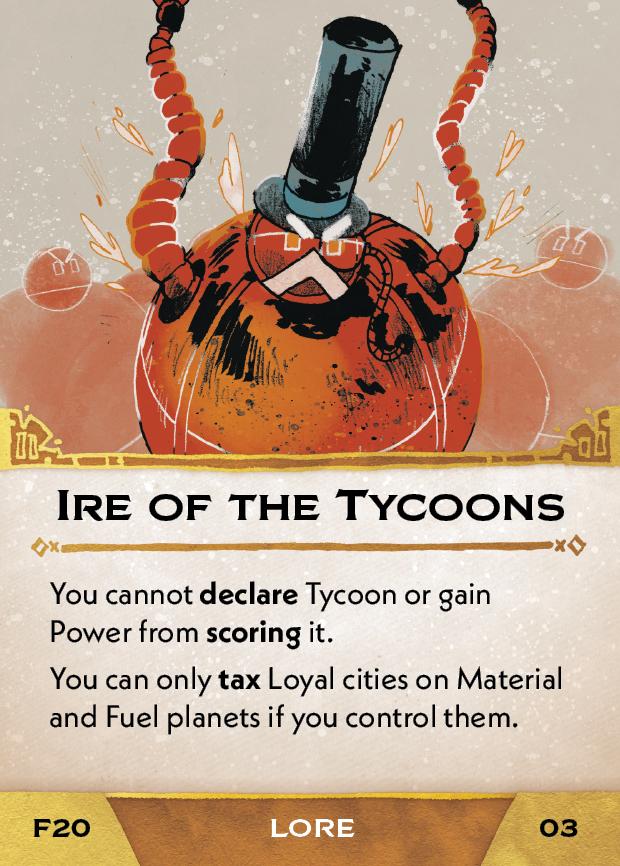 IRE OF THE TYCOONS
You cannot declare Tycoon or gain
Power from scoring it.
You can only tax Loyal cities on Material
and Fuel planets if you control them.
F20 LORE 03